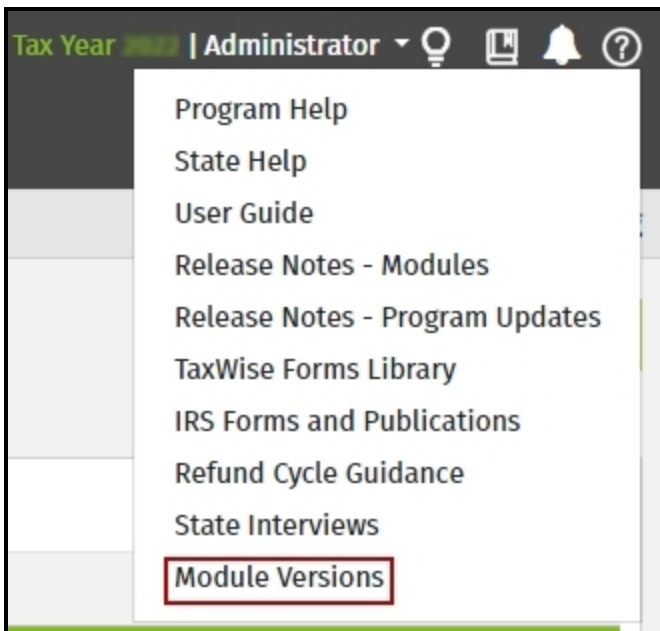 Tax Year | Administrator
Program Help
State Help
User Guide
Release Notes - Modules
Release Notes - Program Updates
TaxWise Forms Library
IRS Forms and Publications
Refund Cycle Guidance
State Interviews
Module Versions